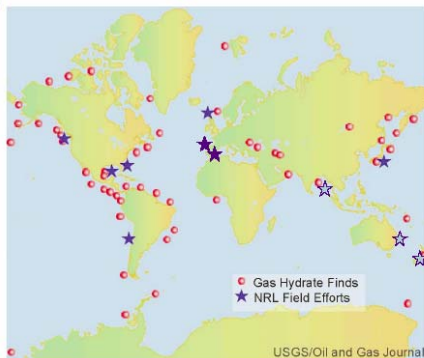 Gas Hydrate Finds
NRL Field Efforts
USGS/Oil and Gas Journal